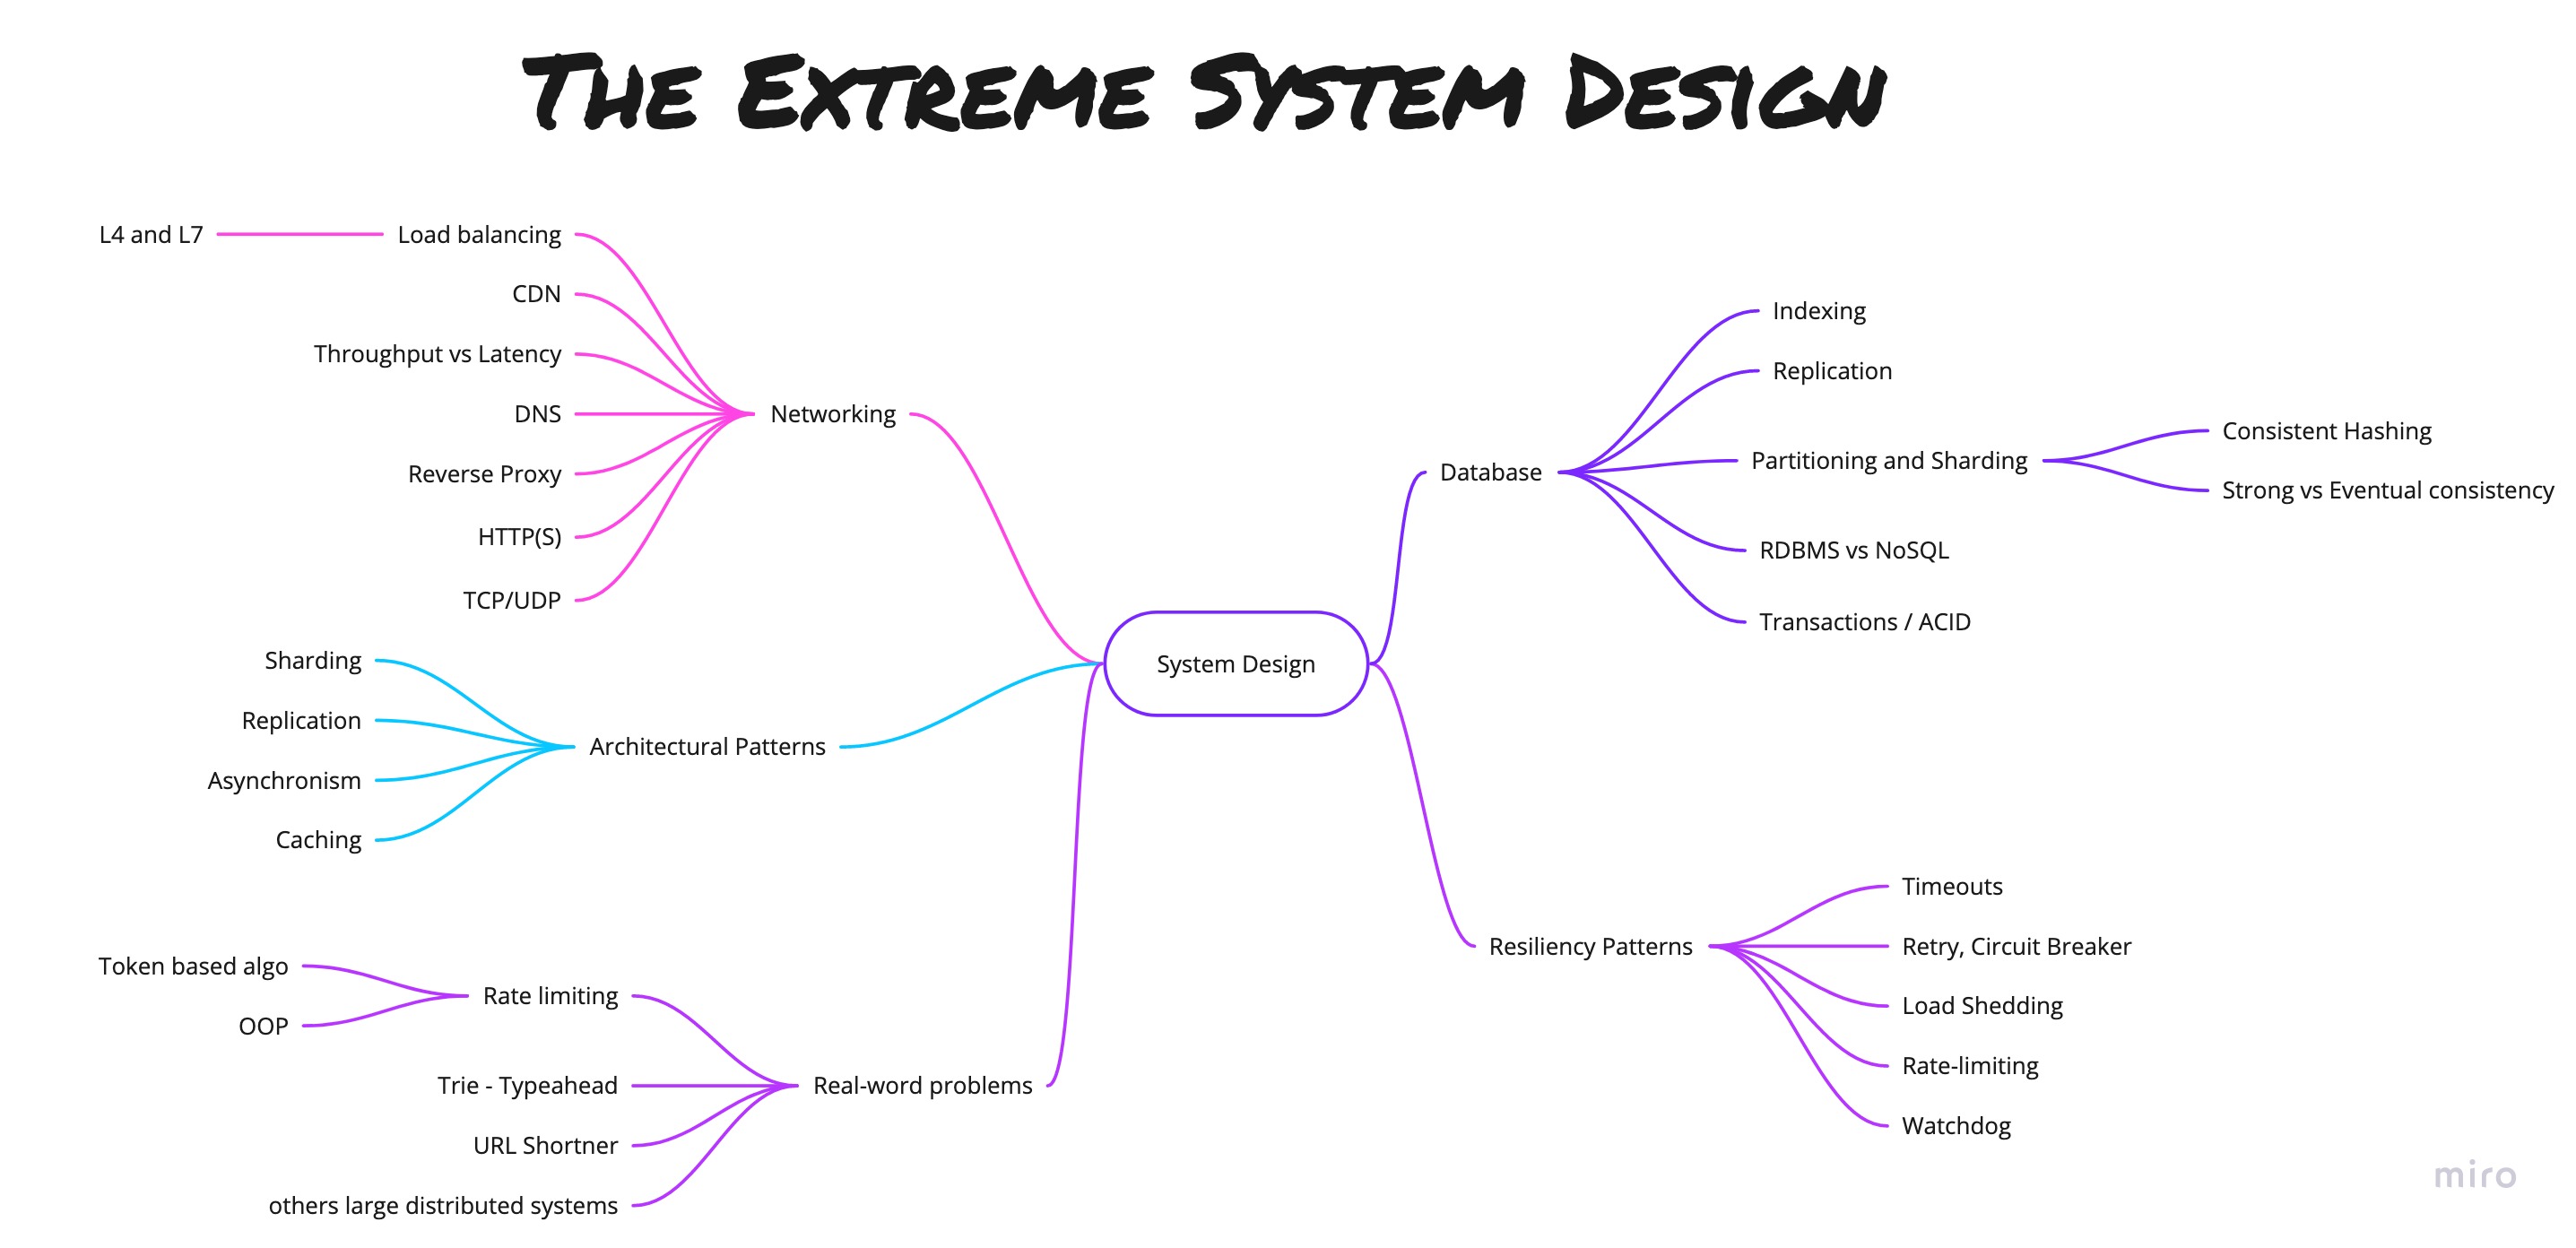 The Extreme System Design
L4 and L7
Load balancing
CDN
Throughput vs Latency
DNS
Reverse Proxy
HTTP(S)
TCP/UDP
Networking
Sharding
Replication
Asynchronism
Caching
Architectural Patterns
Token based algo
OOP
Rate limiting
Trie - Typeahead
URL Shortner
others large distributed systems
Real-word problems
System Design
Database
Indexing
Replication
Partitioning and Sharding
Consistent Hashing
Strong vs Eventual consistency
RDBMS vs NoSQL
Transactions / ACID
Resiliency Patterns
Timeouts
Retry, Circuit Breaker
Load Shedding
Rate-limiting
Watchdog
miro